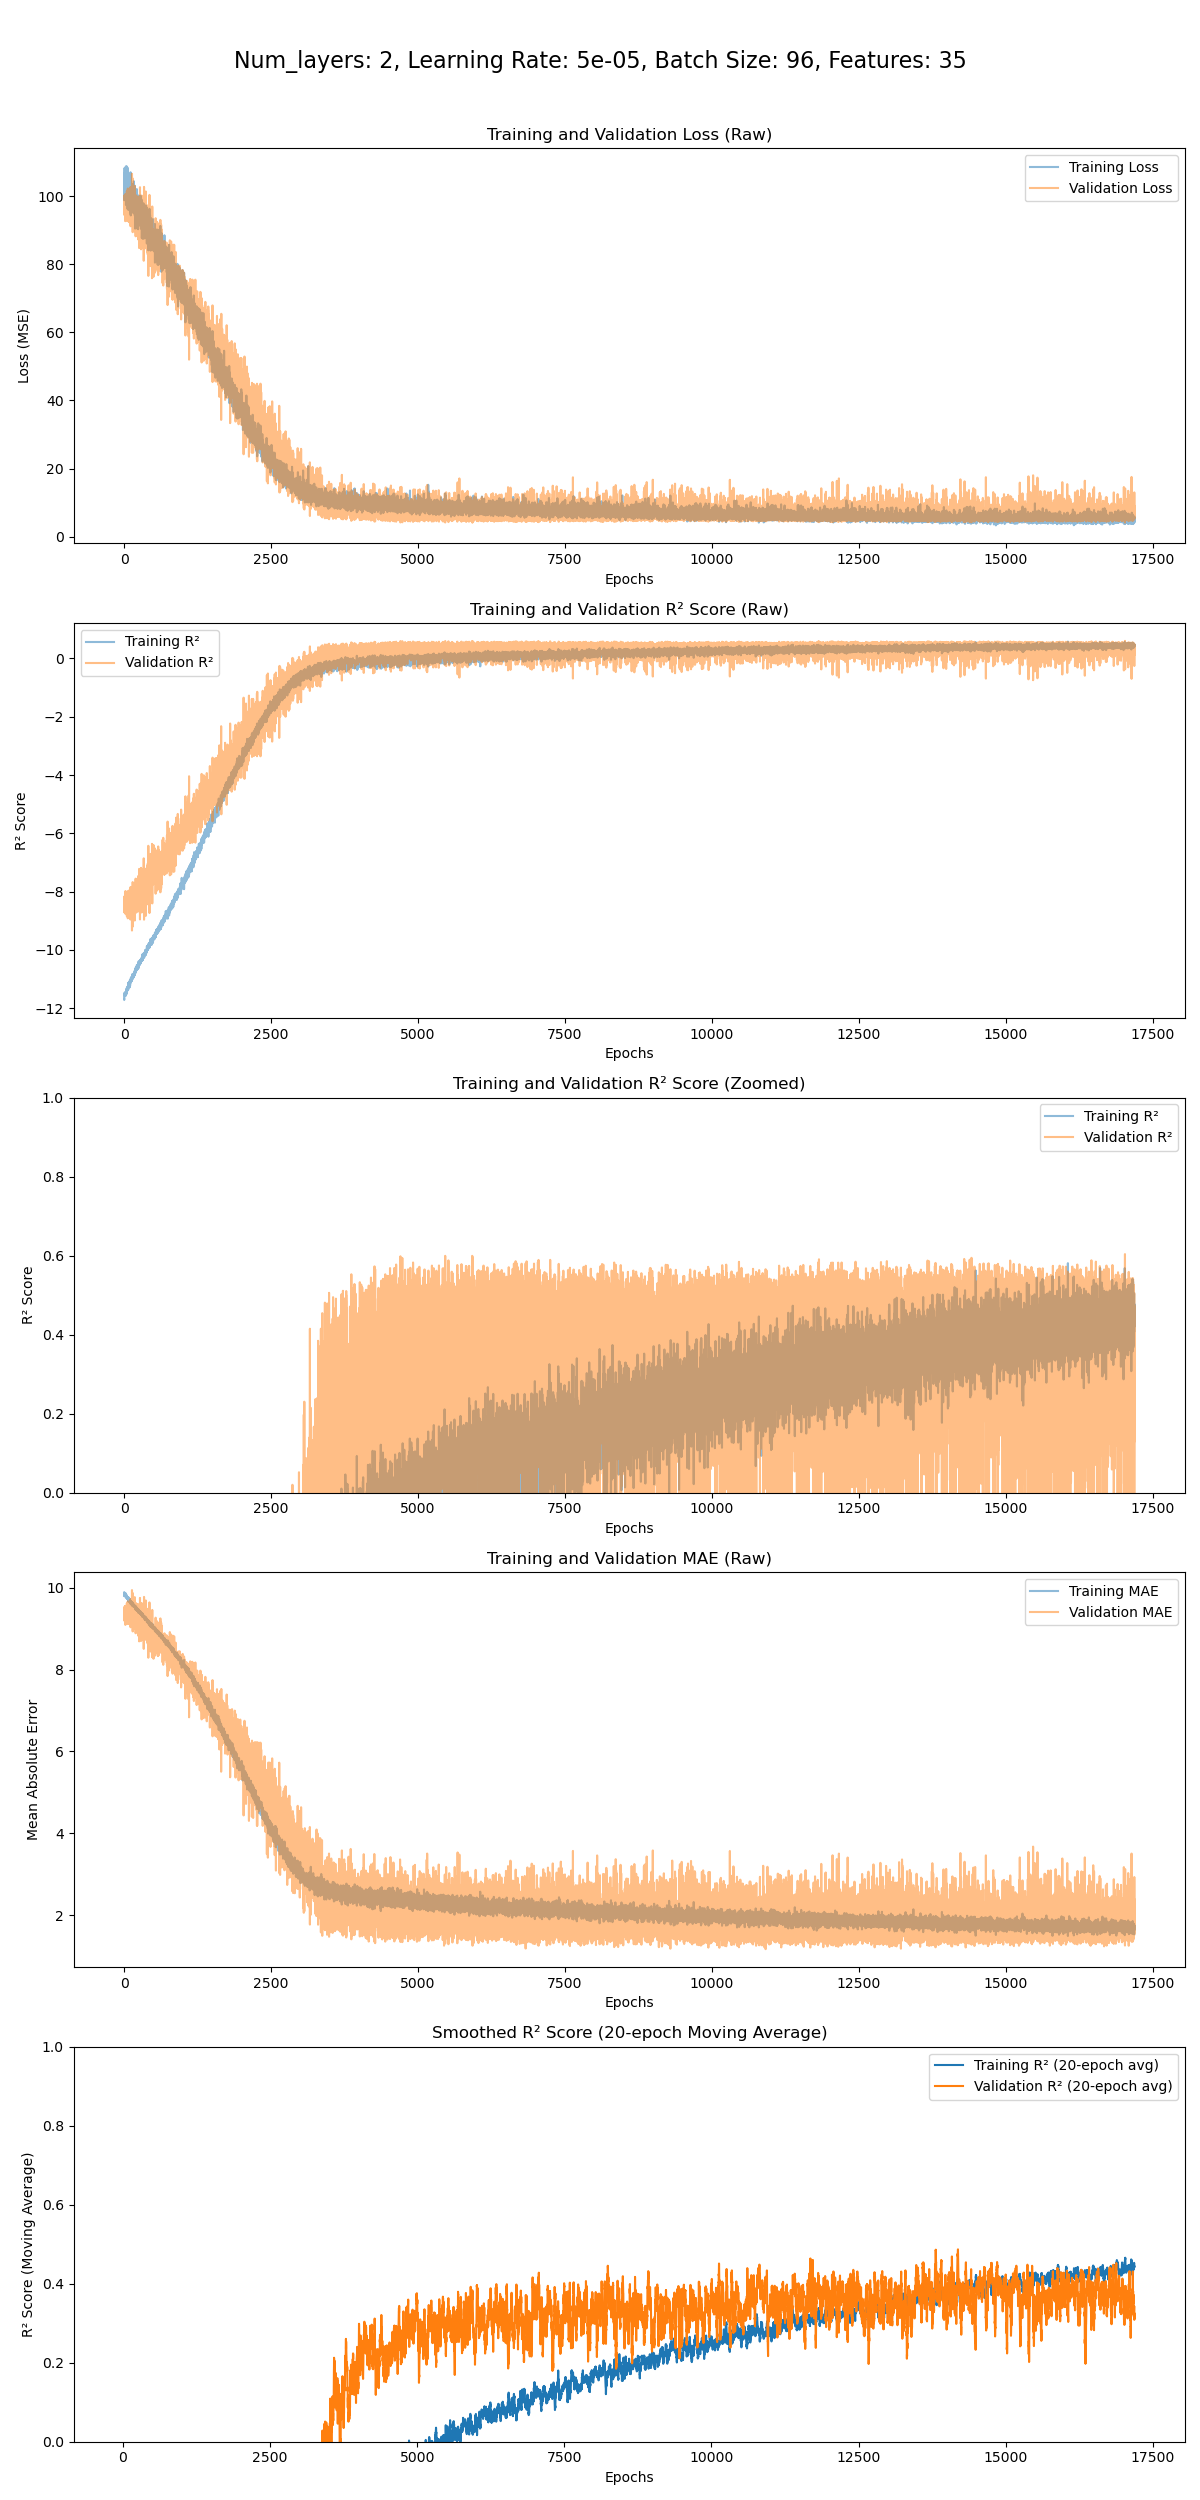 Num_layers: 2, Learning Rate: 5e-05, Batch Size: 96, Features: 35
Training and Validation Loss (Raw)
Training Loss
Validation Loss
Loss (MSE)
100
80
60
40
20
0
0 2500 5000 7500 10000 12500 15000 17500
Epochs
Training and Validation R² Score (Raw)
Training R²
Validation R²
R² Score
0
−2
−4
−6
−8
−10
−12
0 2500 5000 7500 10000 12500 15000 17500
Epochs
Training and Validation R² Score (Zoomed)
Training R²
Validation R²
R² Score
1.0
0.8
0.6
0.4
0.2
0.0
0 2500 5000 7500 10000 12500 15000 17500
Epochs
Training and Validation MAE (Raw)
Training MAE
Validation MAE
Mean Absolute Error
10
8
6
4
2
0 2500 5000 7500 10000 12500 15000 17500
Epochs
Smoothed R² Score (20-epoch Moving Average)
Training R² (20-epoch avg)
Validation R² (20-epoch avg)
R² Score (Moving Average)
1.0
0.8
0.6
0.4
0.2
0.0
0 2500 5000 7500 10000 12500 15000 17500
Epochs